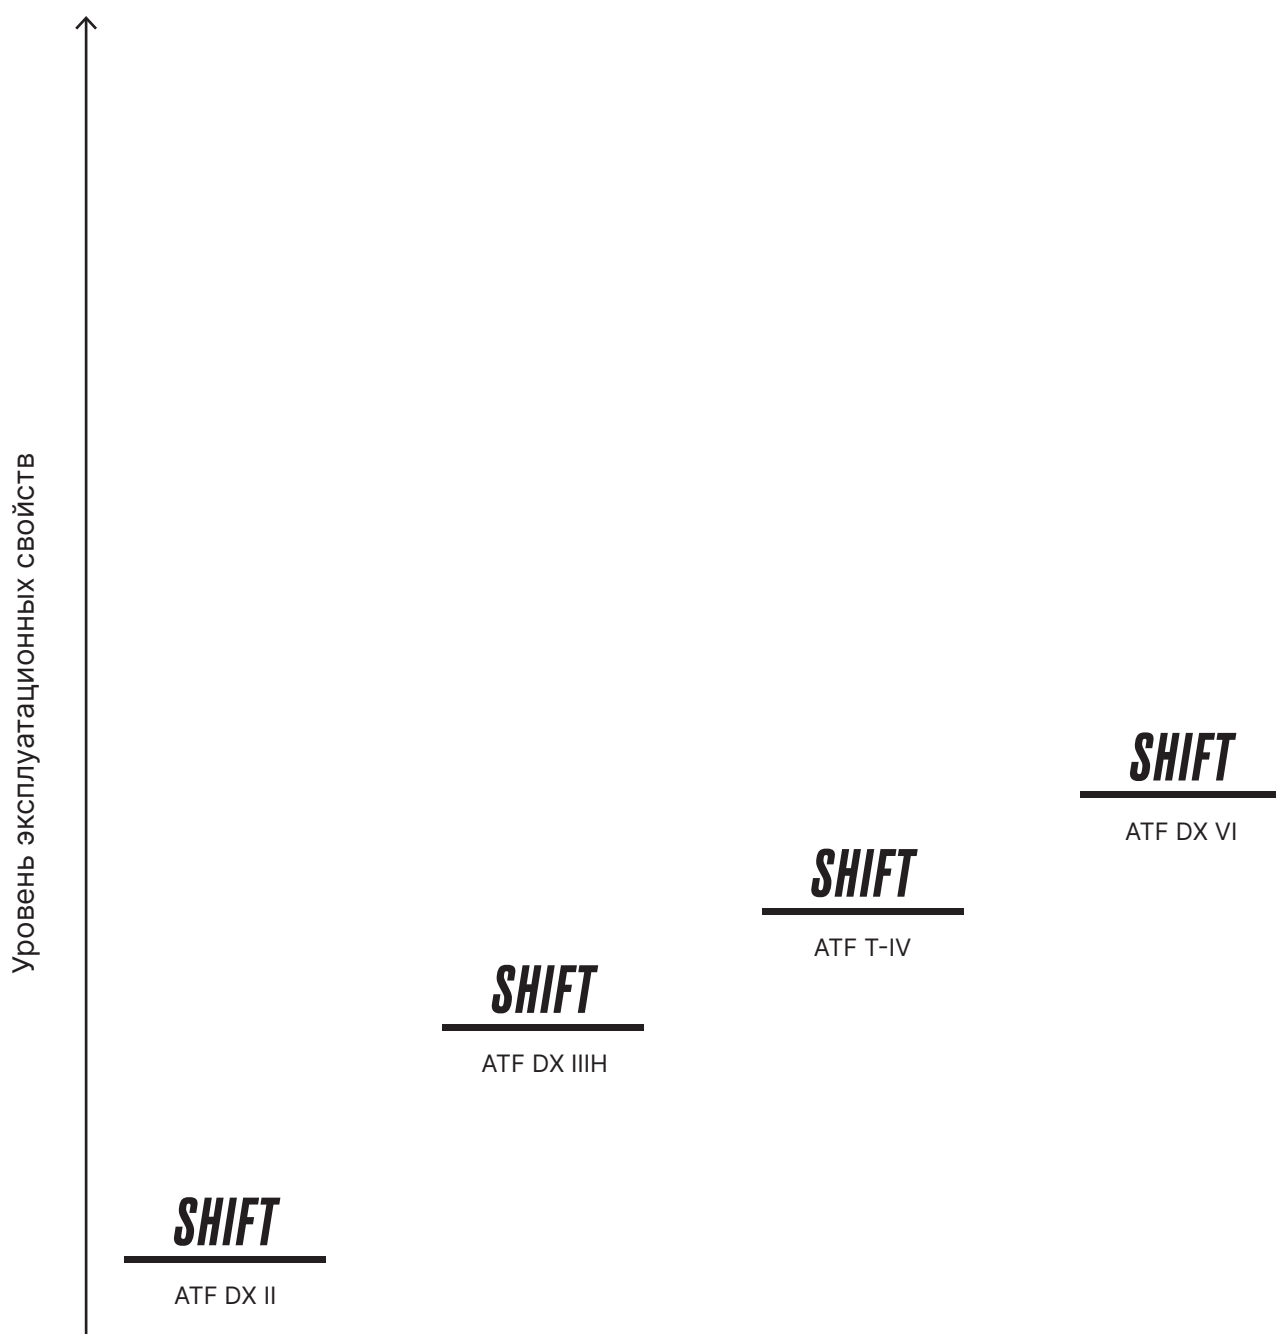 Уровень эксплуатационных свойств
SHIFT
ATF DX VI
SHIFT
ATF T-IV
SHIFT
ATF DX IIIH
SHIFT
ATF DX II